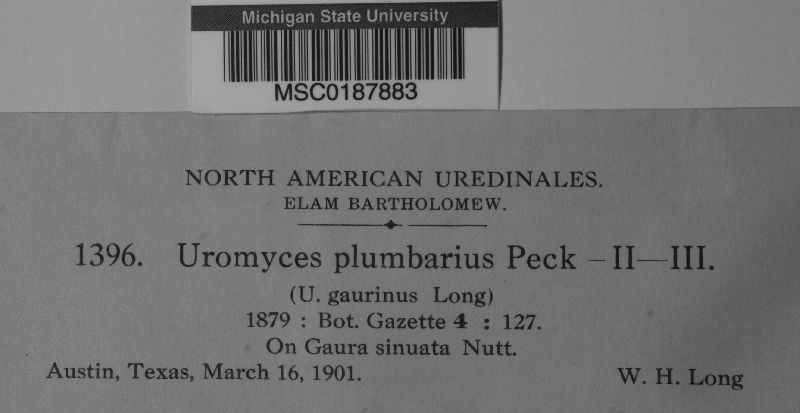 Michigan State University
MSC0187883
NORTH AMERICAN UREDINALES.
ELAM BARTHOLOMEW.
1396. Uromyces plumbarius Peck – II—III.
(U. gaurinus Long)
1879 : Bot. Gazette 4 : 127.
On Gaura sinuata Nutt.
Austin, Texas, March 16, 1901. W. H. Long